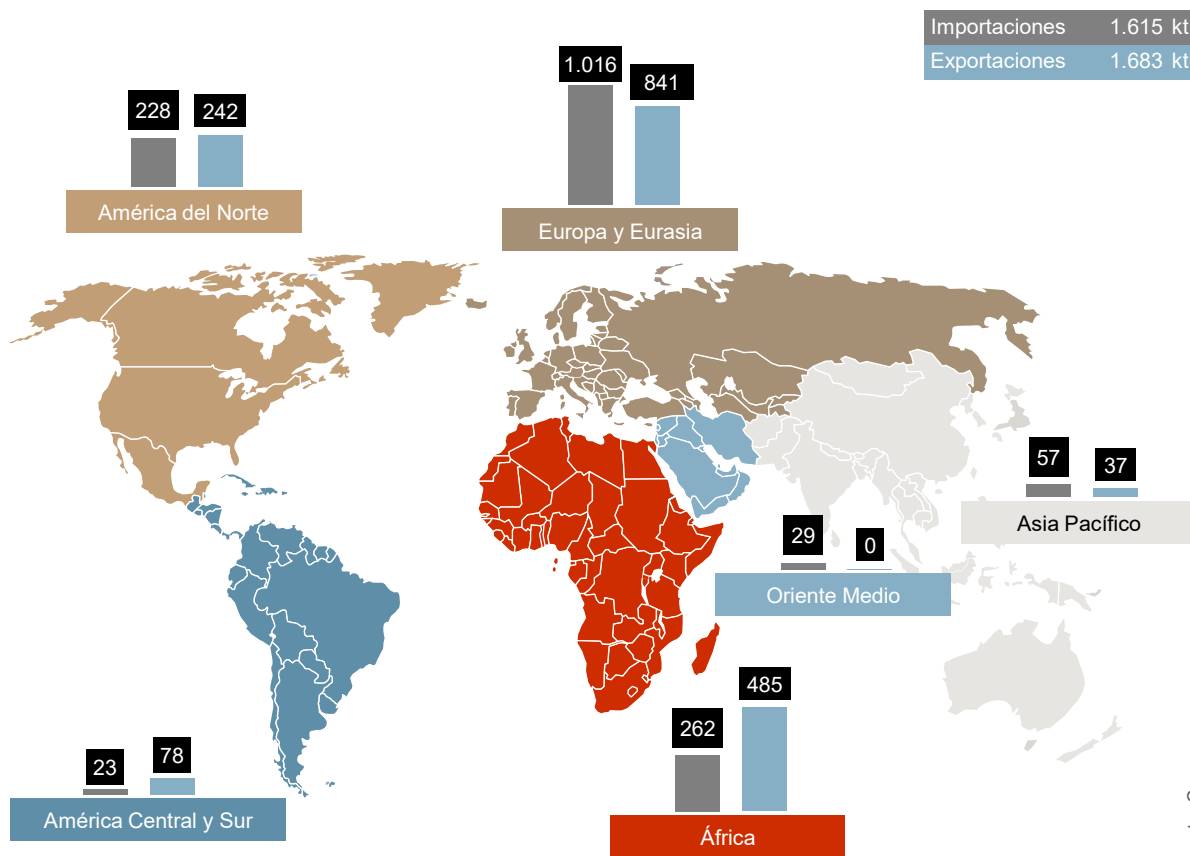 Importaciones 1.615 kt
Exportaciones 1.683 kt
1.016
841
228 242
América del Norte
Europa y Eurasia
57 37
Asia Pacífico
29 0
Oriente Medio
485
262
23 78
América Central y Sur
África